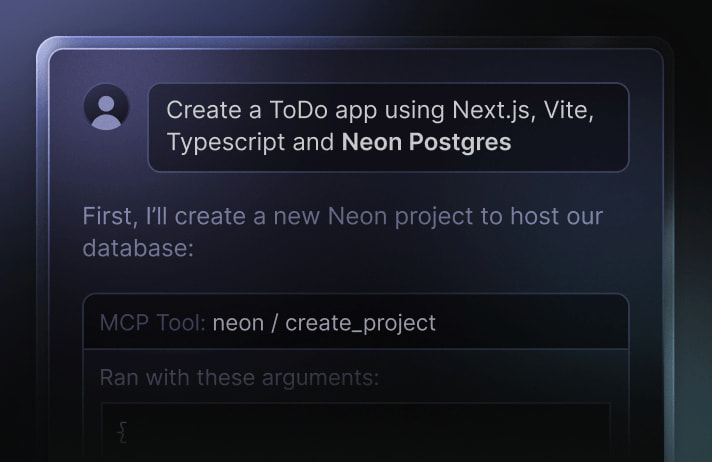 Create a ToDo app using Next.js, Vite,
Typescript and Neon Postgres
First, I’ll create a new Neon project to host our
database:
MCP Tool: neon / create_project
Ran with these arguments:
{